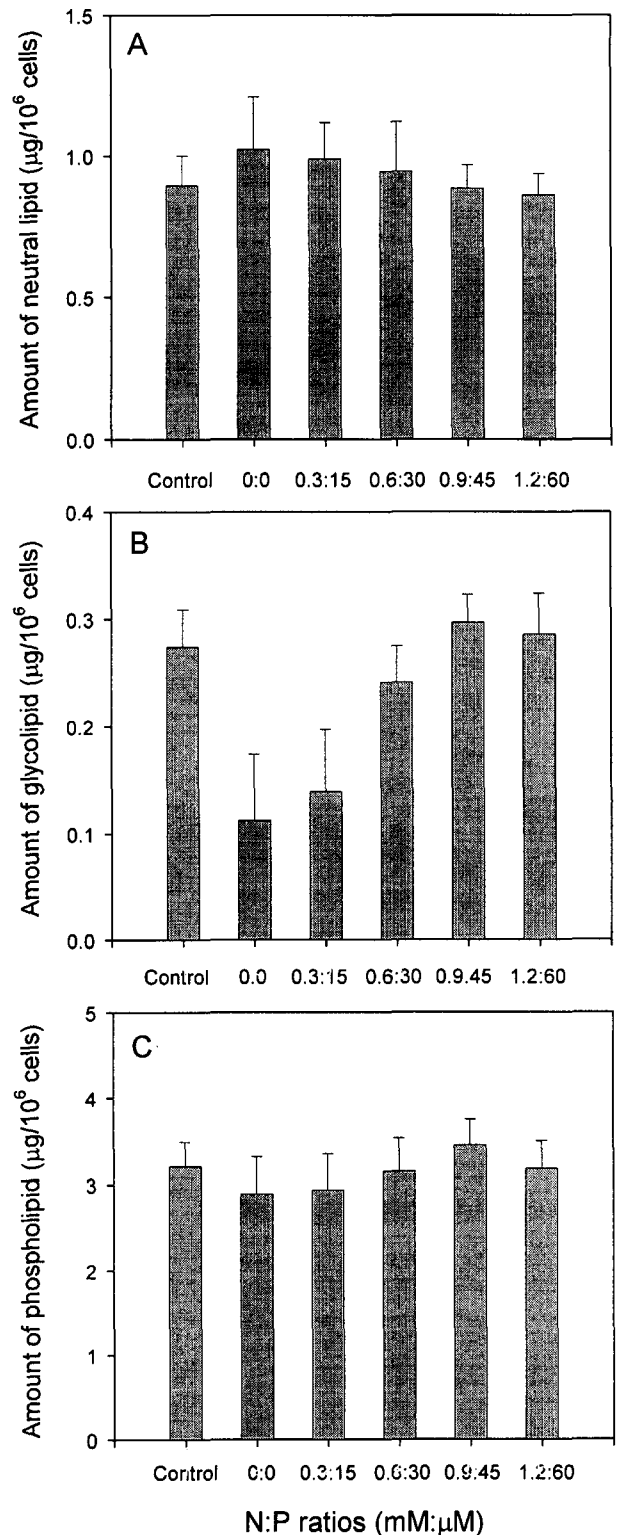 A
Amount of neutral lipid (µg/10⁶ cells)
1.5
1.0
0.5
0.0
Control 0:0 0.3:15 0.6:30 0.9:45 1.2:60
B
Amount of glycolipid (µg/10⁶ cells)
0.4
0.3
0.2
0.1
0.0
Control 0.0 0.3:15 0.6:30 0.9.45 1.2:60
C
Amount of phospholipid (µg/10⁶ cells)
5
4
3
2
1
0
Control 0:0 0.3:15 0.6:30 0.9:45 1.2:60
N:P ratios (mM:µM)